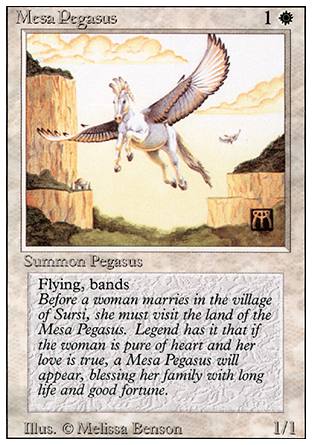 Mesa Pegasus 1
Summon Pegasus
Flying, bands
Before a woman marries in the village
of Sursi, she must visit the land of the
Mesa Pegasus. Legend has it that if
the woman is pure of heart and her
love is true, a Mesa Pegasus will
appear, blessing her family with long
life and good fortune.
Illus. © Melissa Benson 1/1